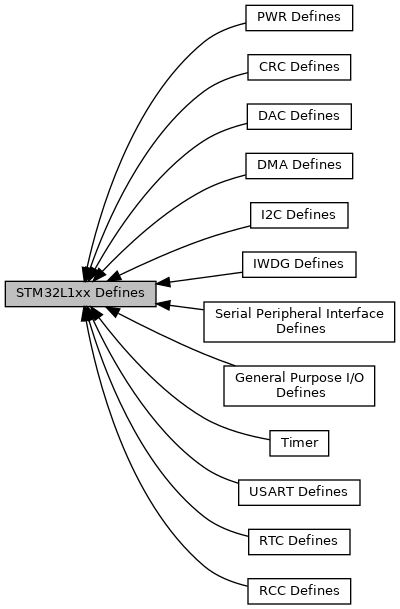 PWR Defines
CRC Defines
DAC Defines
DMA Defines
I2C Defines
IWDG Defines
STM32L1xx Defines
Serial Peripheral Interface
Defines
General Purpose I/O
Defines
Timer
USART Defines
RTC Defines
RCC Defines